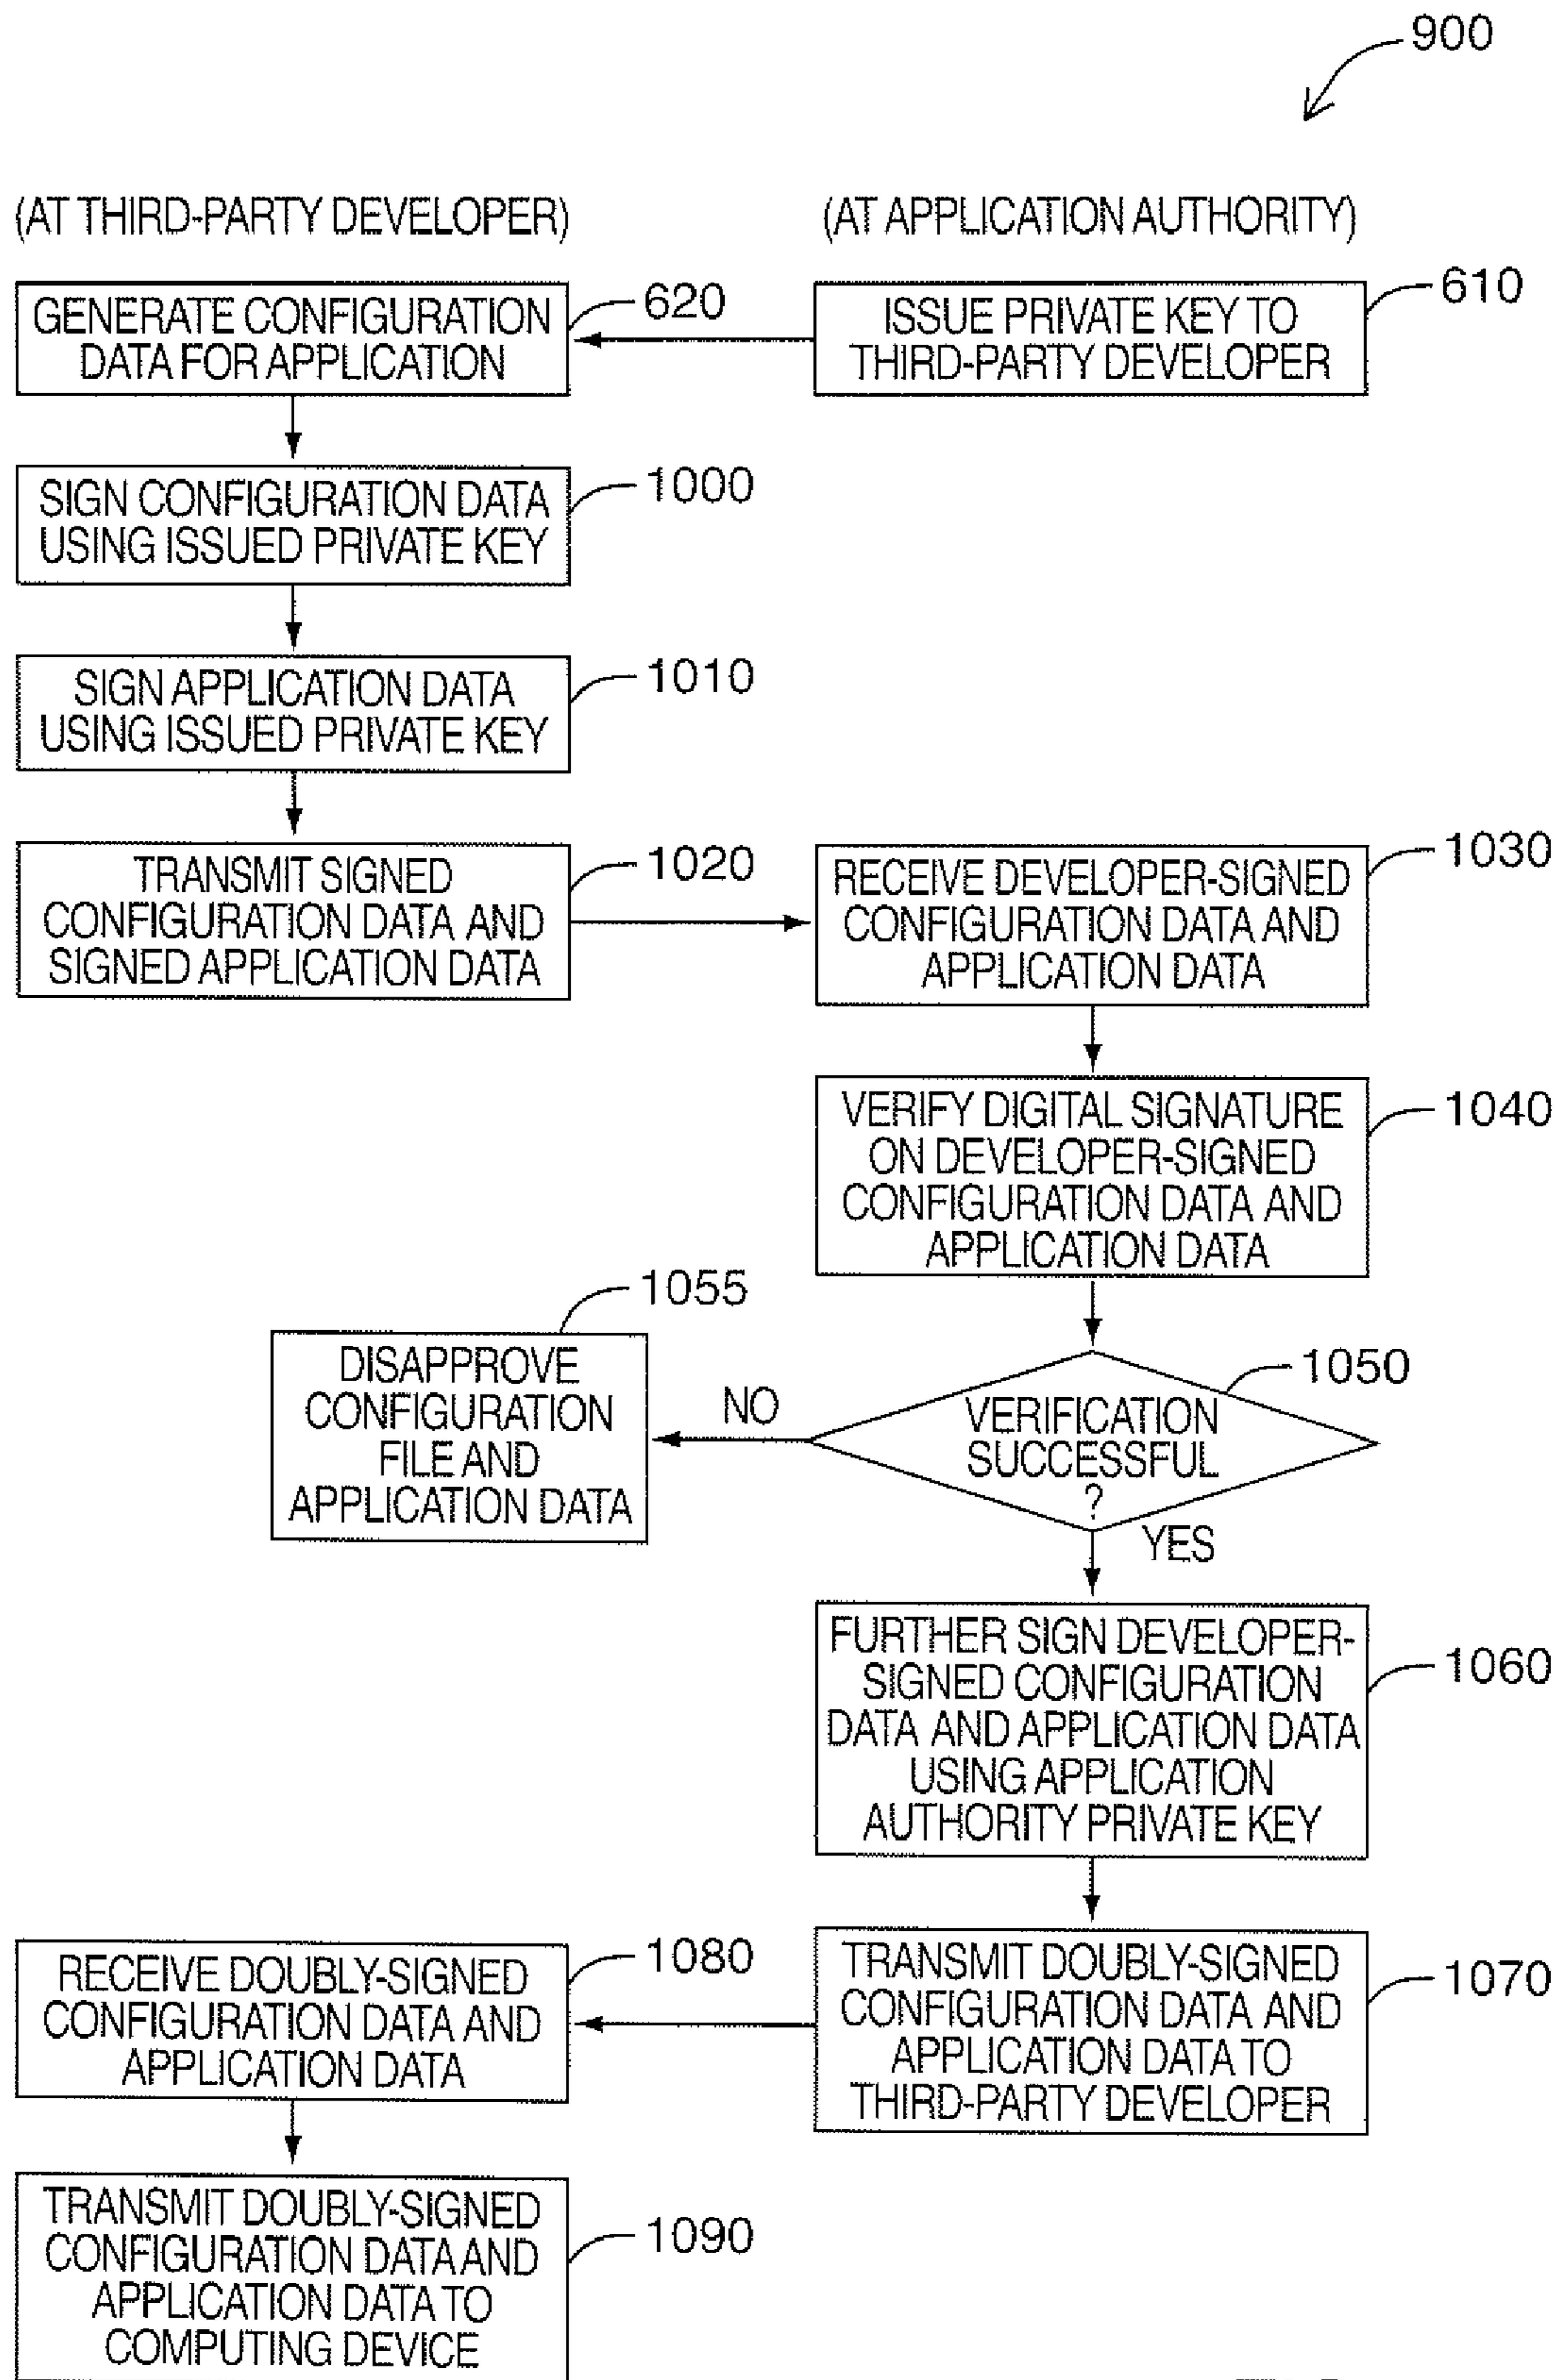 900
(AT THIRD-PARTY DEVELOPER)
(AT APPLICATION AUTHORITY)
GENERATE CONFIGURATION
DATA FOR APPLICATION
620
ISSUE PRIVATE KEY TO
THIRD-PARTY DEVELOPER
610
SIGN CONFIGURATION DATA
USING ISSUED PRIVATE KEY
1000
SIGN APPLICATION DATA
USING ISSUED PRIVATE KEY
1010
TRANSMIT SIGNED
CONFIGURATION DATA AND
SIGNED APPLICATION DATA
1020
RECEIVE DEVELOPER-SIGNED
CONFIGURATION DATA AND
APPLICATION DATA
1030
VERIFY DIGITAL SIGNATURE
ON DEVELOPER-SIGNED
CONFIGURATION DATA AND
APPLICATION DATA
1040
VERIFICATION
SUCCESSFUL
?
1050
NO
DISAPPROVE
CONFIGURATION
FILE AND
APPLICATION DATA
1055
YES
FURTHER SIGN DEVELOPER-
SIGNED CONFIGURATION
DATA AND APPLICATION DATA
USING APPLICATION
AUTHORITY PRIVATE KEY
1060
TRANSMIT DOUBLY-SIGNED
CONFIGURATION DATA AND
APPLICATION DATA TO
THIRD-PARTY DEVELOPER
1070
RECEIVE DOUBLY-SIGNED
CONFIGURATION DATA AND
APPLICATION DATA
1080
TRANSMIT DOUBLY-SIGNED
CONFIGURATION DATA AND
APPLICATION DATA TO
COMPUTING DEVICE
1090